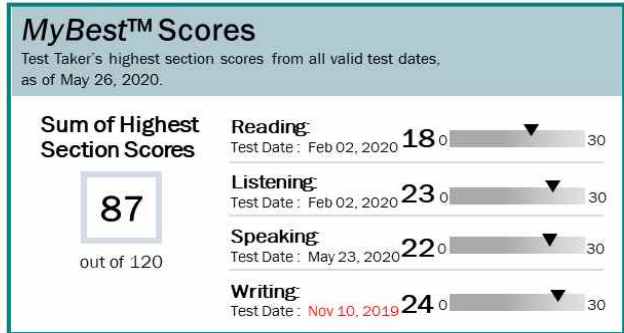 MyBest™ Scores
Test Taker's highest section scores from all valid test dates,
as of May 26, 2020.
Sum of Highest
Section Scores
87
out of 120
Reading:
Test Date : Feb 02, 2020 18 0 30
Listening:
Test Date : Feb 02, 2020 23 0 30
Speaking:
Test Date : May 23, 2020 22 0 30
Writing:
Test Date : Nov 10, 2019 24 0 30